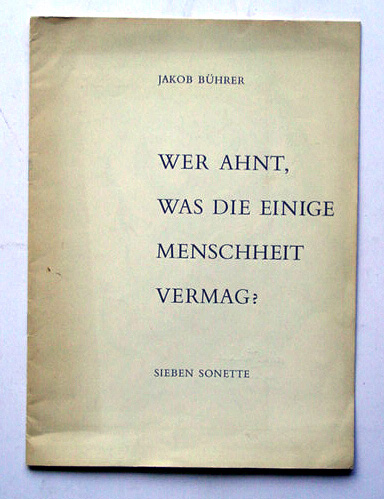 JAKOB BÜHRER
WER AHNT,
WAS DIE EINIGE
MENSCHHEIT
VERMAG?
SIEBEN SONETTE